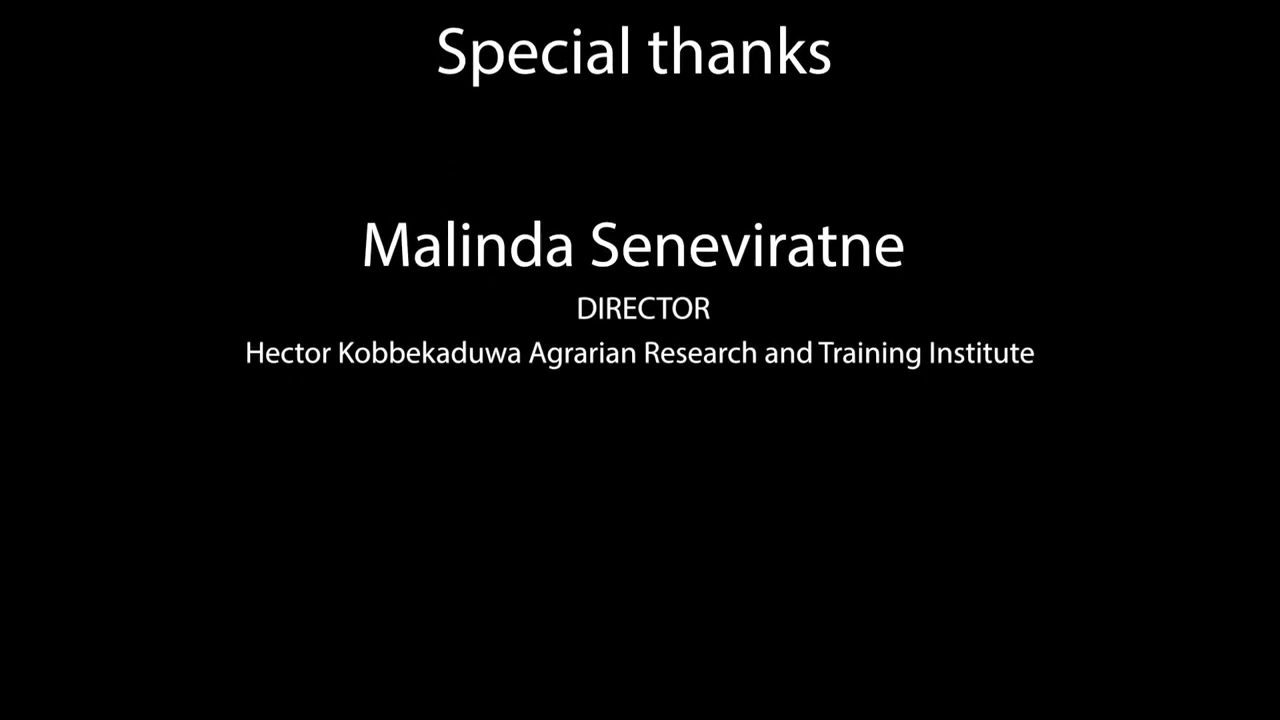 Special thanks
Malinda Seneviratne
DIRECTOR
Hector Kobbekaduwa Agrarian Research and Training Institute